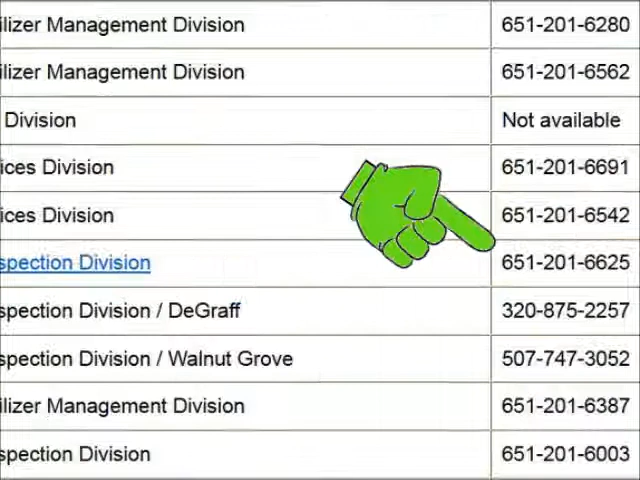 ilizer Management Division 651-201-6280
ilizer Management Division 651-201-6562
Division Not available
ices Division 651-201-6691
ices Division 651-201-6542
spection Division 651-201-6625
spection Division / DeGraff 320-875-2257
spection Division / Walnut Grove 507-747-3052
ilizer Management Division 651-201-6387
spection Division 651-201-6003